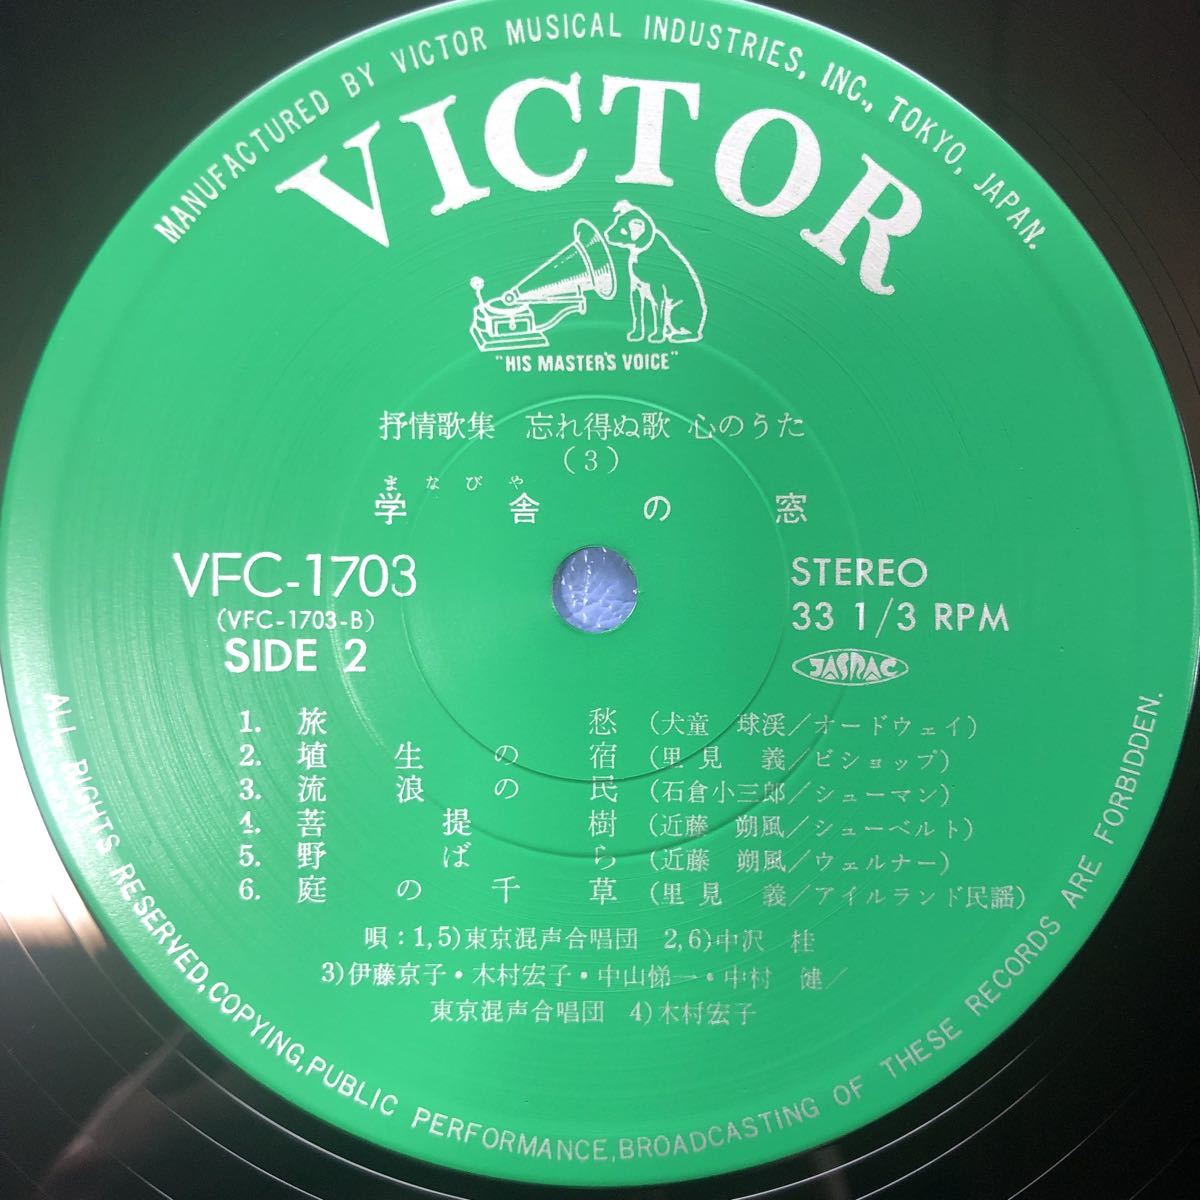 MANUFACTURED BY VICTOR MUSICAL INDUSTRIES, INC., TOKYO, JAPAN.
VICTOR
"HIS MASTER'S VOICE"
抒情歌集 忘れ得ぬ歌 心のうた
(3)
まなびや
学舎の窓
VFC-1703
(VFC-1703-B)
SIDE 2
STEREO
33 1/3 RPM
JASRAC
1. 旅愁 (犬童 球渓/オードウェイ)
2. 埴生の宿 (里見 義/ビショップ)
3. 流浪の民 (石倉小三郎/シューマン)
4. 菩提樹 (近藤 朔風/シューベルト)
5. 野ばら (近藤 朔風/ウェルナー)
6. 庭の千草 (里見 義/アイルランド民謡)
唄:1,5)東京混声合唱団 2,6)中沢 桂
3)伊藤京子・木村宏子・中山悌一・中村 健/
東京混声合唱団 4)木村宏子
ALL RIGHTS RESERVED,COPYING,PUBLIC PERFORMANCE,BROADCASTING OF THESE RECORDS ARE FORBIDDEN.